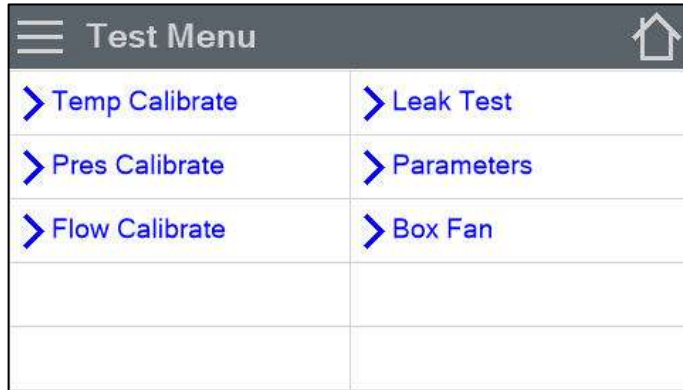 Test Menu
Temp Calibrate
Leak Test
Pres Calibrate
Parameters
Flow Calibrate
Box Fan